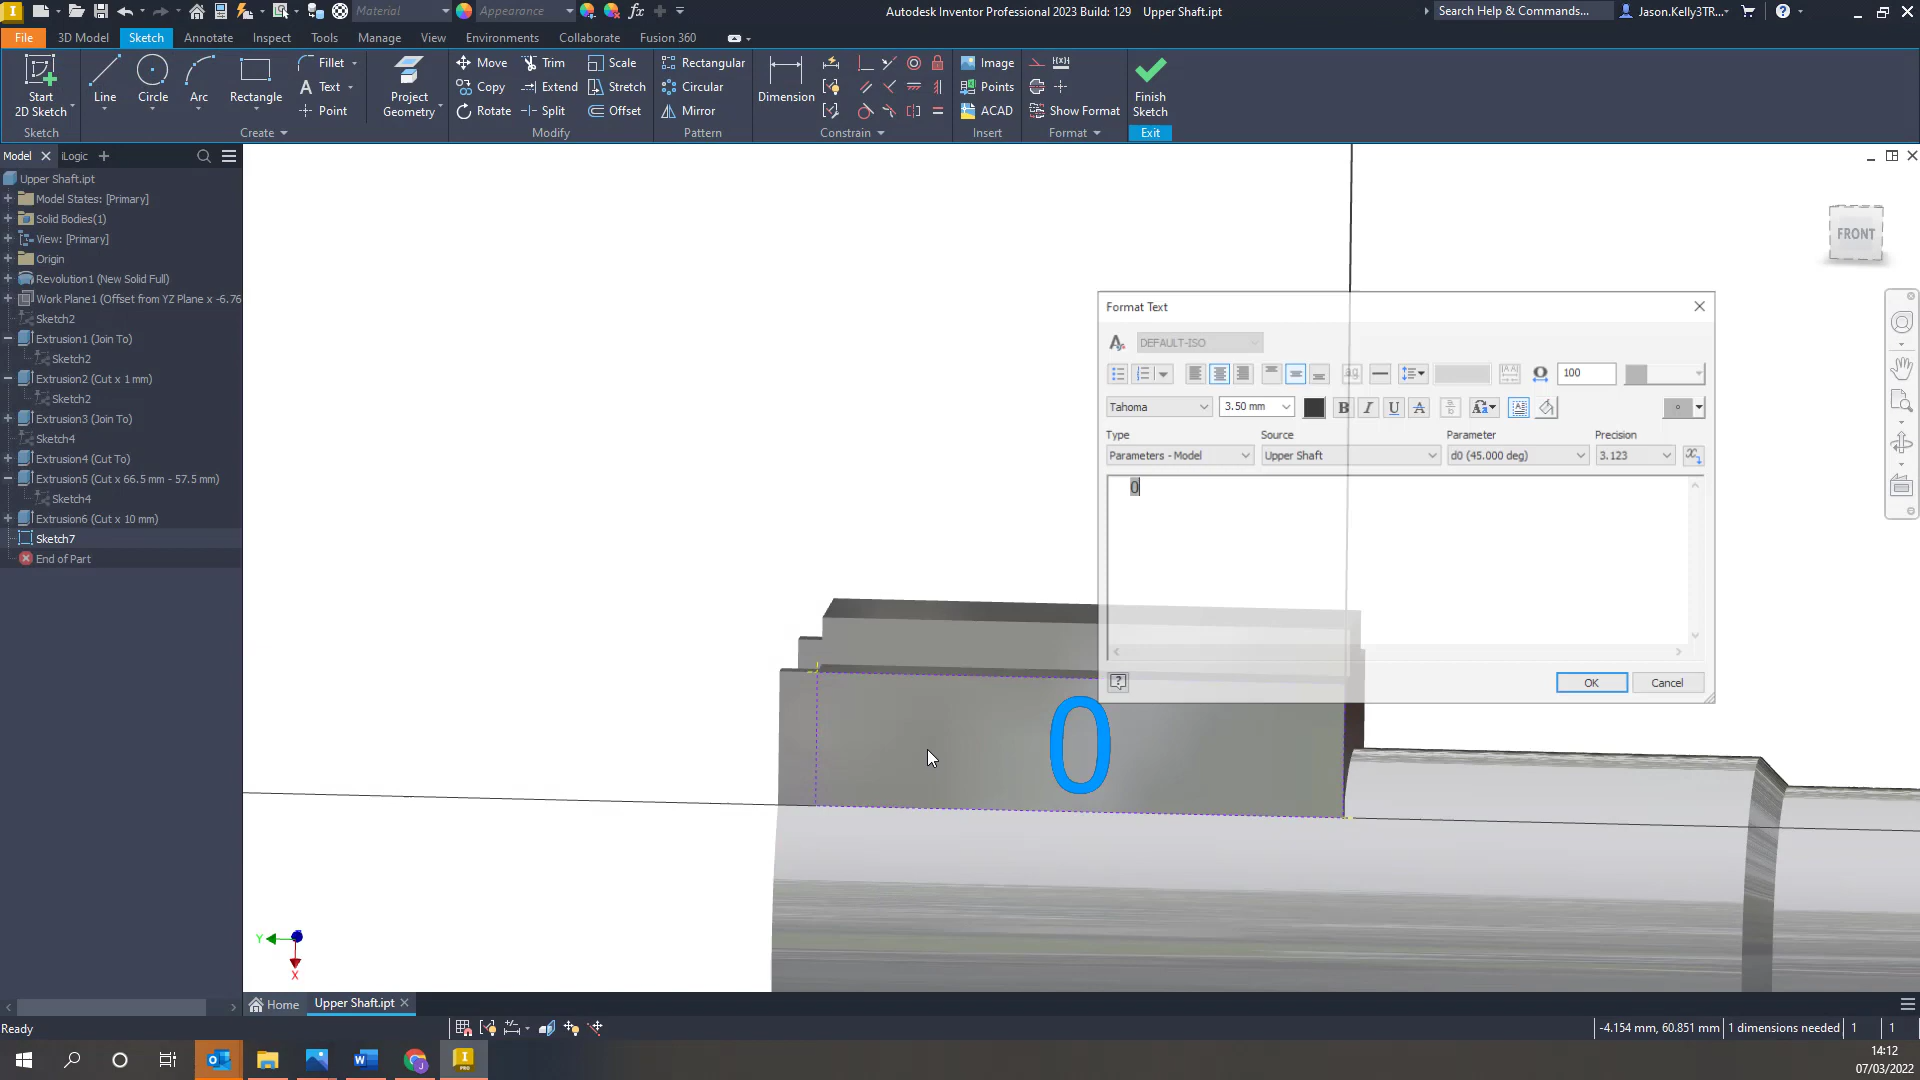 Material
Appearance
fx
Autodesk Inventor Professional 2023 Build: 129 Upper Shaft.ipt
Search Help & Commands...
Jason.Kelly3TR...
File
3D Model
Sketch
Annotate
Inspect
Tools
Manage
View
Environments
Collaborate
Fusion 360
Start
2D Sketch
Line
Circle
Arc
Rectangle
Fillet
Text
Point
Project
Geometry
Move
Copy
Rotate
Trim
Extend
Split
Scale
Stretch
Offset
Rectangular
Circular
Mirror
Dimension
Image
Points
ACAD
Show Format
Finish
Sketch
Sketch
Create
Modify
Pattern
Constrain
Insert
Format
Exit
Model
iLogic
Upper Shaft.ipt
Model States: [Primary]
Solid Bodies(1)
View: [Primary]
Origin
Revolution1 (New Solid Full)
Work Plane1 (Offset from YZ Plane x -6.76
Sketch2
Extrusion1 (Join To)
Sketch2
Extrusion2 (Cut x 1 mm)
Sketch2
Extrusion3 (Join To)
Sketch4
Extrusion4 (Cut To)
Extrusion5 (Cut x 66.5 mm - 57.5 mm)
Sketch4
Extrusion6 (Cut x 10 mm)
Sketch7
End of Part
FRONT
Format Text
DEFAULT-ISO
100
Tahoma
3.50 mm
B I U A
Type
Source
Parameter
Precision
Parameters - Model
Upper Shaft
d0 (45.000 deg)
3.123
0
OK
Cancel
0
Y
X
Home
Upper Shaft.ipt
Ready
-4.154 mm, 60.851 mm
1 dimensions needed
1
1
14:12
07/03/2022